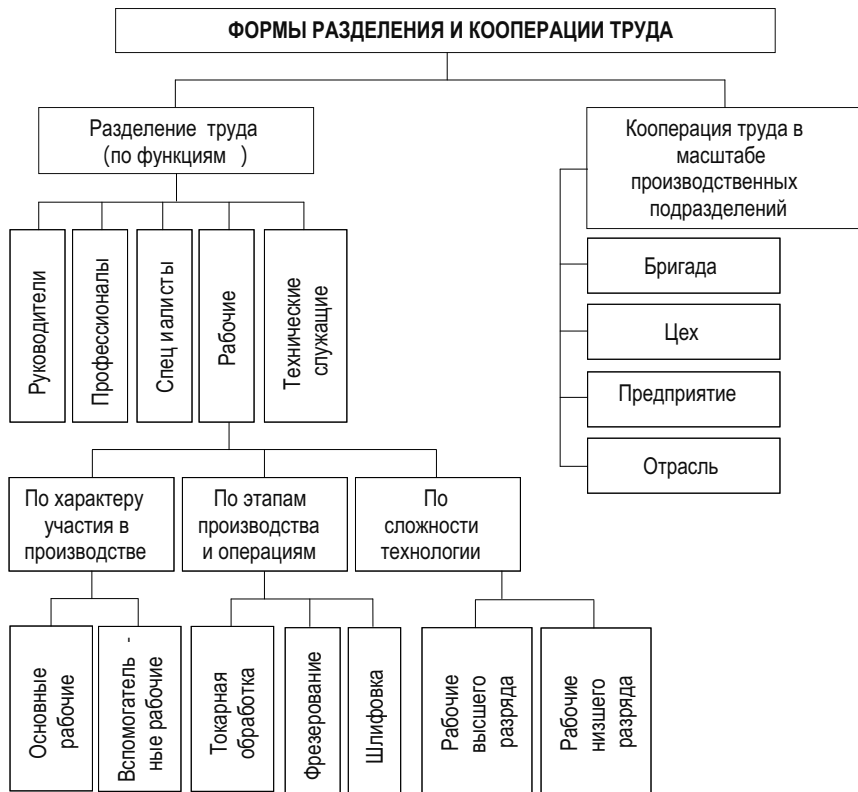 ФОРМЫ РАЗДЕЛЕНИЯ И КООПЕРАЦИИ ТРУДА
Разделение труда
(по функциям )
Кооперация труда в
масштабе
производственных
подразделений
Руководители
Профессионалы
Спец иалисты
Рабочие
Технические
служащие
Бригада
Цех
Предприятие
Отрасль
По характеру
участия в
производстве
По этапам
производства
и операциям
По
сложности
технологии
Основные
рабочие
Вспомогатель -
ные рабочие
Токарная
обработка
Фрезерование
Шлифовка
Рабочие
высшего
разряда
Рабочие
низшего
разряда